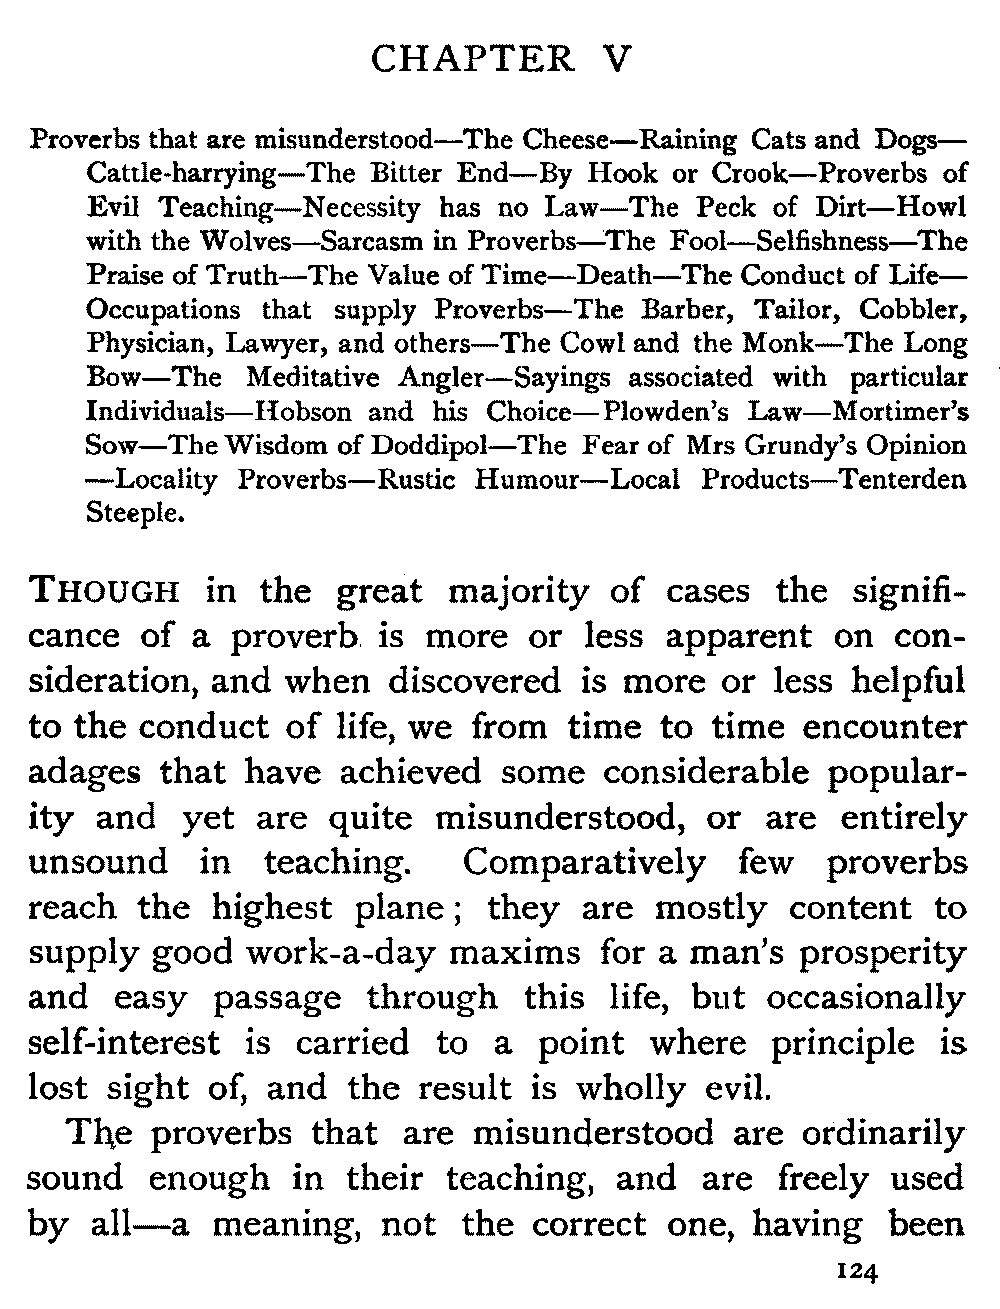 CHAPTER V
Proverbs that are misunderstood—The Cheese—Raining Cats and Dogs—
Cattle-harrying—The Bitter End—By Hook or Crook—Proverbs of
Evil Teaching—Necessity has no Law—The Peck of Dirt—Howl
with the Wolves—Sarcasm in Proverbs—The Fool—Selfishness—The
Praise of Truth—The Value of Time—Death—The Conduct of Life—
Occupations that supply Proverbs—The Barber, Tailor, Cobbler,
Physician, Lawyer, and others—The Cowl and the Monk—The Long
Bow—The Meditative Angler—Sayings associated with particular
Individuals—Hobson and his Choice—Plowden's Law—Mortimer's
Sow—The Wisdom of Doddipol—The Fear of Mrs Grundy's Opinion
—Locality Proverbs—Rustic Humour—Local Products—Tenterden
Steeple.
THOUGH in the great majority of cases the signifi-
cance of a proverb is more or less apparent on con-
sideration, and when discovered is more or less helpful
to the conduct of life, we from time to time encounter
adages that have achieved some considerable popular-
ity and yet are quite misunderstood, or are entirely
unsound in teaching. Comparatively few proverbs
reach the highest plane; they are mostly content to
supply good work-a-day maxims for a man's prosperity
and easy passage through this life, but occasionally
self-interest is carried to a point where principle is
lost sight of, and the result is wholly evil.
The proverbs that are misunderstood are ordinarily
sound enough in their teaching, and are freely used
by all—a meaning, not the correct one, having been
124